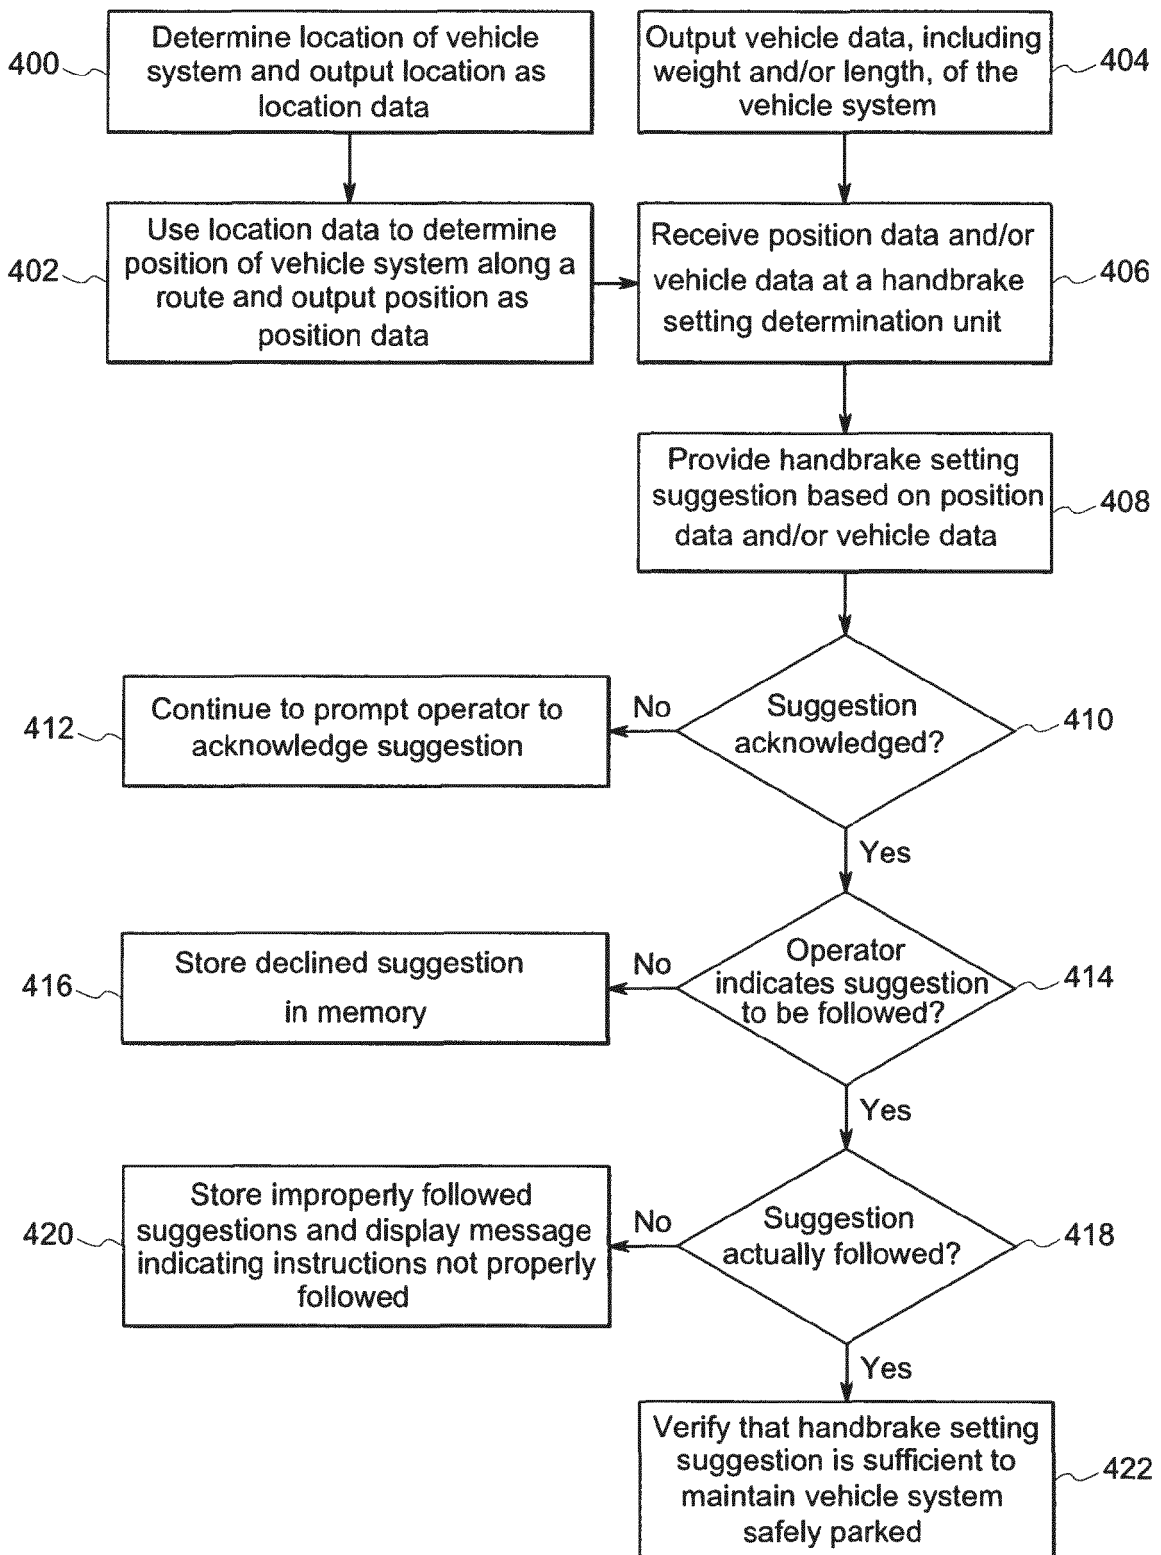 400
Determine location of vehicle
system and output location as
location data
Output vehicle data, including
weight and/or length, of the
vehicle system
404
402
Use location data to determine
position of vehicle system along a
route and output position as
position data
Receive position data and/or
vehicle data at a handbrake
setting determination unit
406
Provide handbrake setting
suggestion based on position
data and/or vehicle data
408
412
Continue to prompt operator to
acknowledge suggestion
No
Suggestion
acknowledged?
410
Yes
416
Store declined suggestion
in memory
No
Operator
indicates suggestion
to be followed?
414
Yes
420
Store improperly followed
suggestions and display message
indicating instructions not properly
followed
No
Suggestion
actually followed?
418
Yes
Verify that handbrake setting
suggestion is sufficient to
maintain vehicle system
safely parked
422